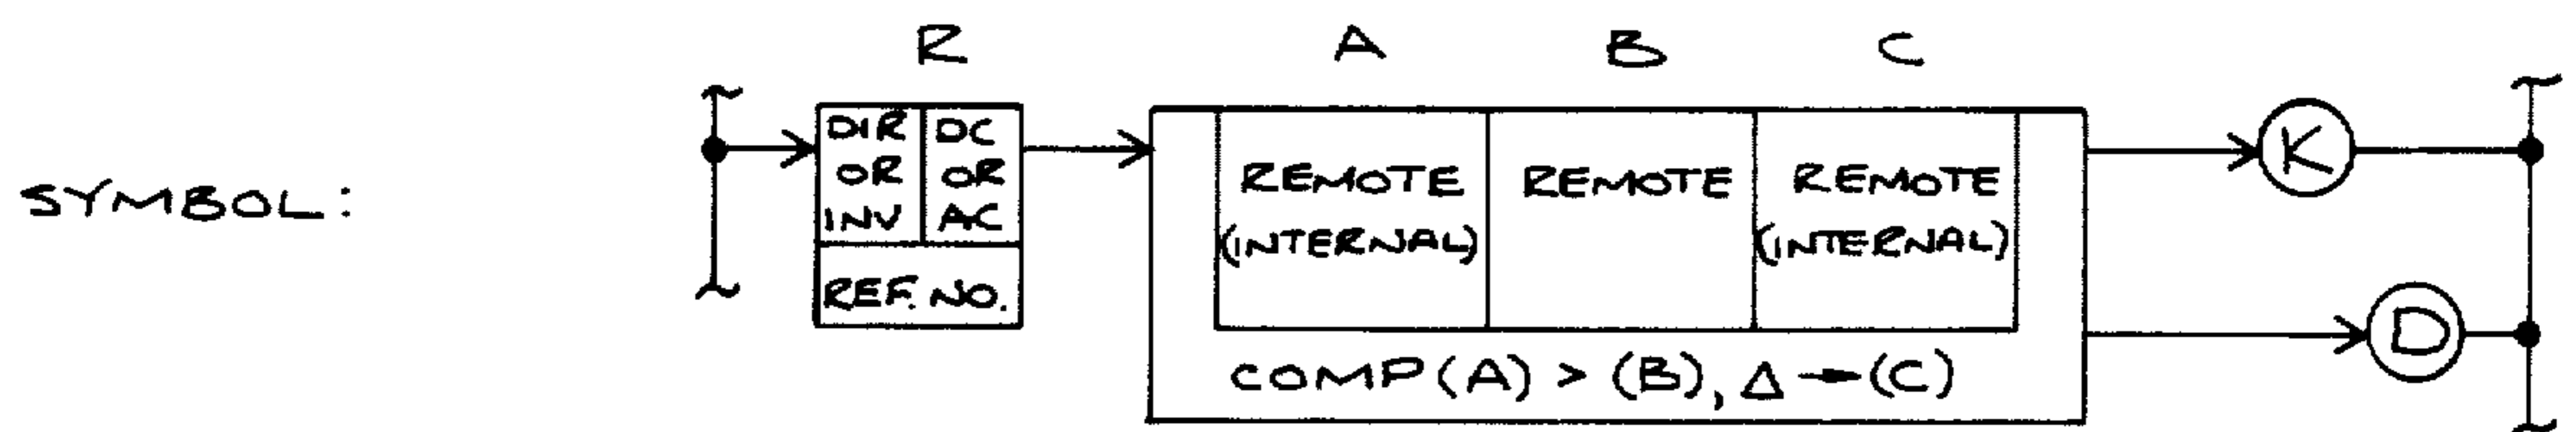 R A B C
SYMBOL:
DIR OR INV
DC OR AC
REF. NO.
REMOTE (INTERNAL)
REMOTE
REMOTE (INTERNAL)
COMP(A) > (B), Δ → (C)
K
D